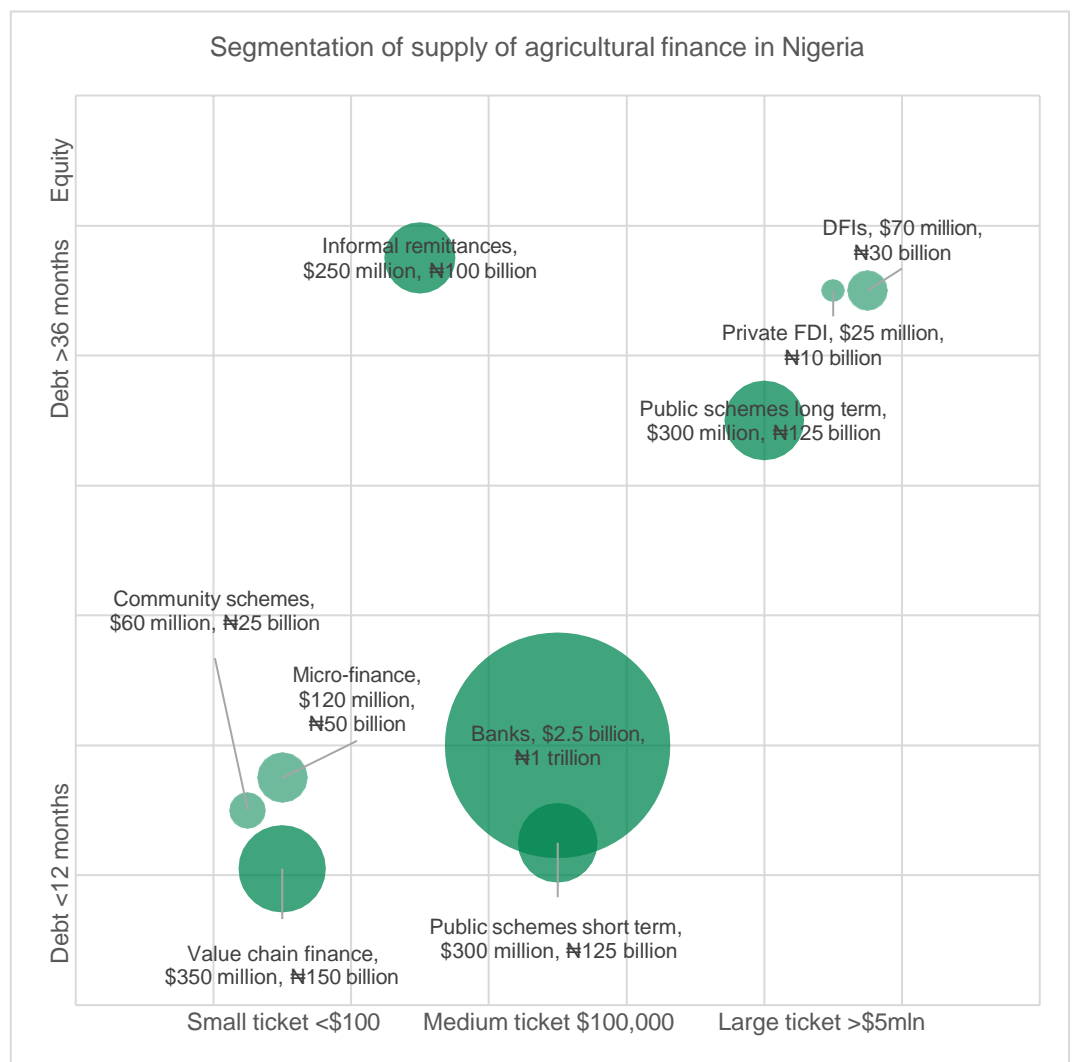 Segmentation of supply of agricultural finance in Nigeria
Equity
Debt >36 months
Debt <12 months
Informal remittances,
$250 million, ₦100 billion
DFIs, $70 million,
₦30 billion
Private FDI, $25 million,
₦10 billion
Public schemes long term,
$300 million, ₦125 billion
Community schemes,
$60 million, ₦25 billion
Micro-finance,
$120 million,
₦50 billion
Banks, $2.5 billion,
₦1 trillion
Value chain finance,
$350 million, ₦150 billion
Public schemes short term,
$300 million, ₦125 billion
Small ticket <$100
Medium ticket $100,000
Large ticket >$5mln